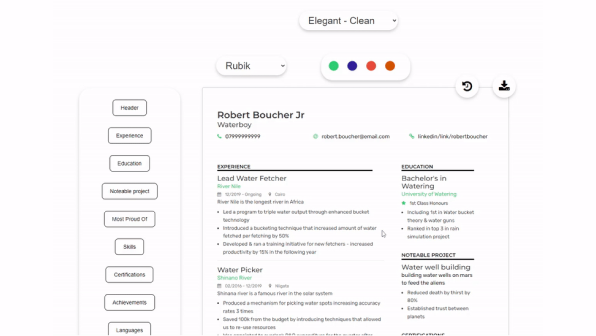 Elegant - Clean
Rubik
Header
Experience
Education
Noteable project
Most Proud Of
Skills
Certifications
Achievements
Languages
Robert Boucher Jr
Waterboy
07999999999
robert.boucher@email.com
linkedin/link/robertboucher
EXPERIENCE
Lead Water Fetcher
River Nile
12/2019 - Ongoing
Cairo
River Nile is the longest river in Africa
Led a program to triple water output through enhanced bucket
technology
Introduced a bucketing technique that increased amount of water
fetched per fetching by 50%
Developed & ran a training initiative for new fetchers - increased
productivity by 15% in the following year
Water Picker
Shinano River
02/2016 - 12/2019
Niigata
Shinana river is a famous river in the solar system
Produced a mechanism for picking water spots increasing accuracy
rates 3 times
Saved 100k from the budget by introducing techniques that allowed
us to re-use resources
EDUCATION
Bachelor's in
Watering
University of Watering
1st Class Honours
Including 1st in Water bucket
theory & water guns
Ranked in top 3 in rain
simulation project
NOTEABLE PROJECT
Water well building
building water wells on mars
to feed the aliens
Reduced death by thirst by
80%
Established trust between
planets